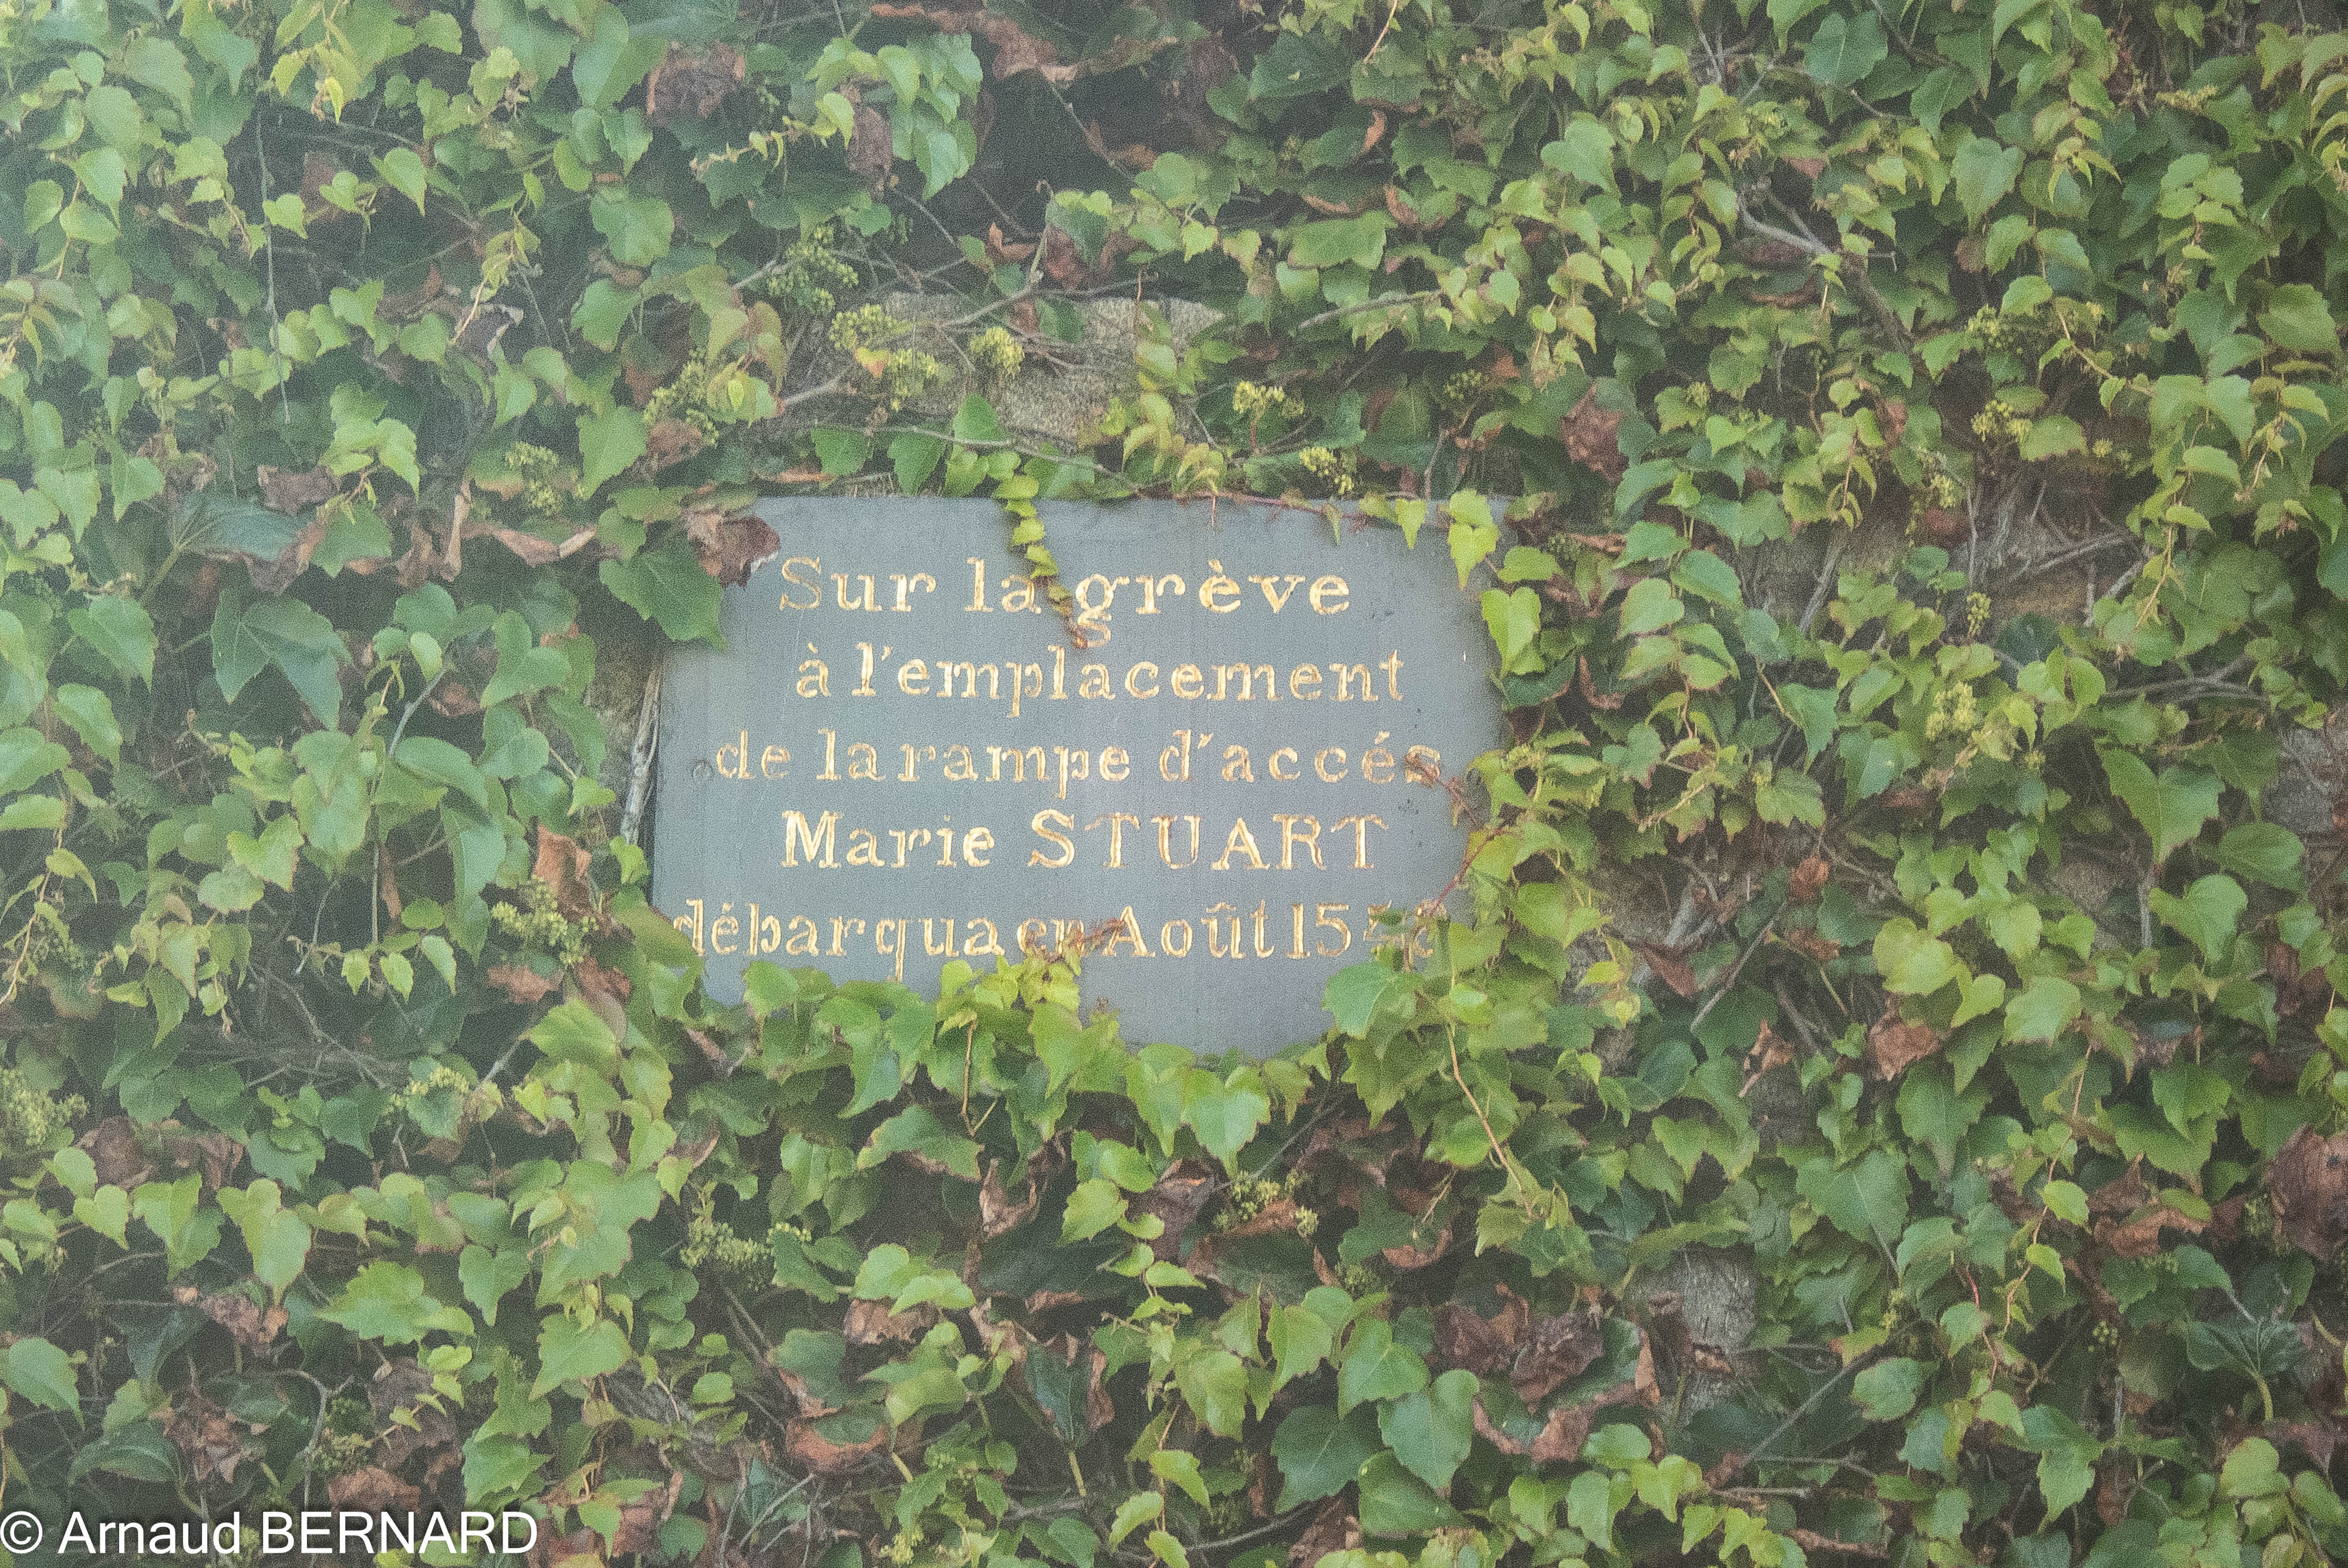 Sur la grève
à l'emplacement
de la rampe d'accés
Marie STUART
débarqua en Août
© Arnaud BERNARD